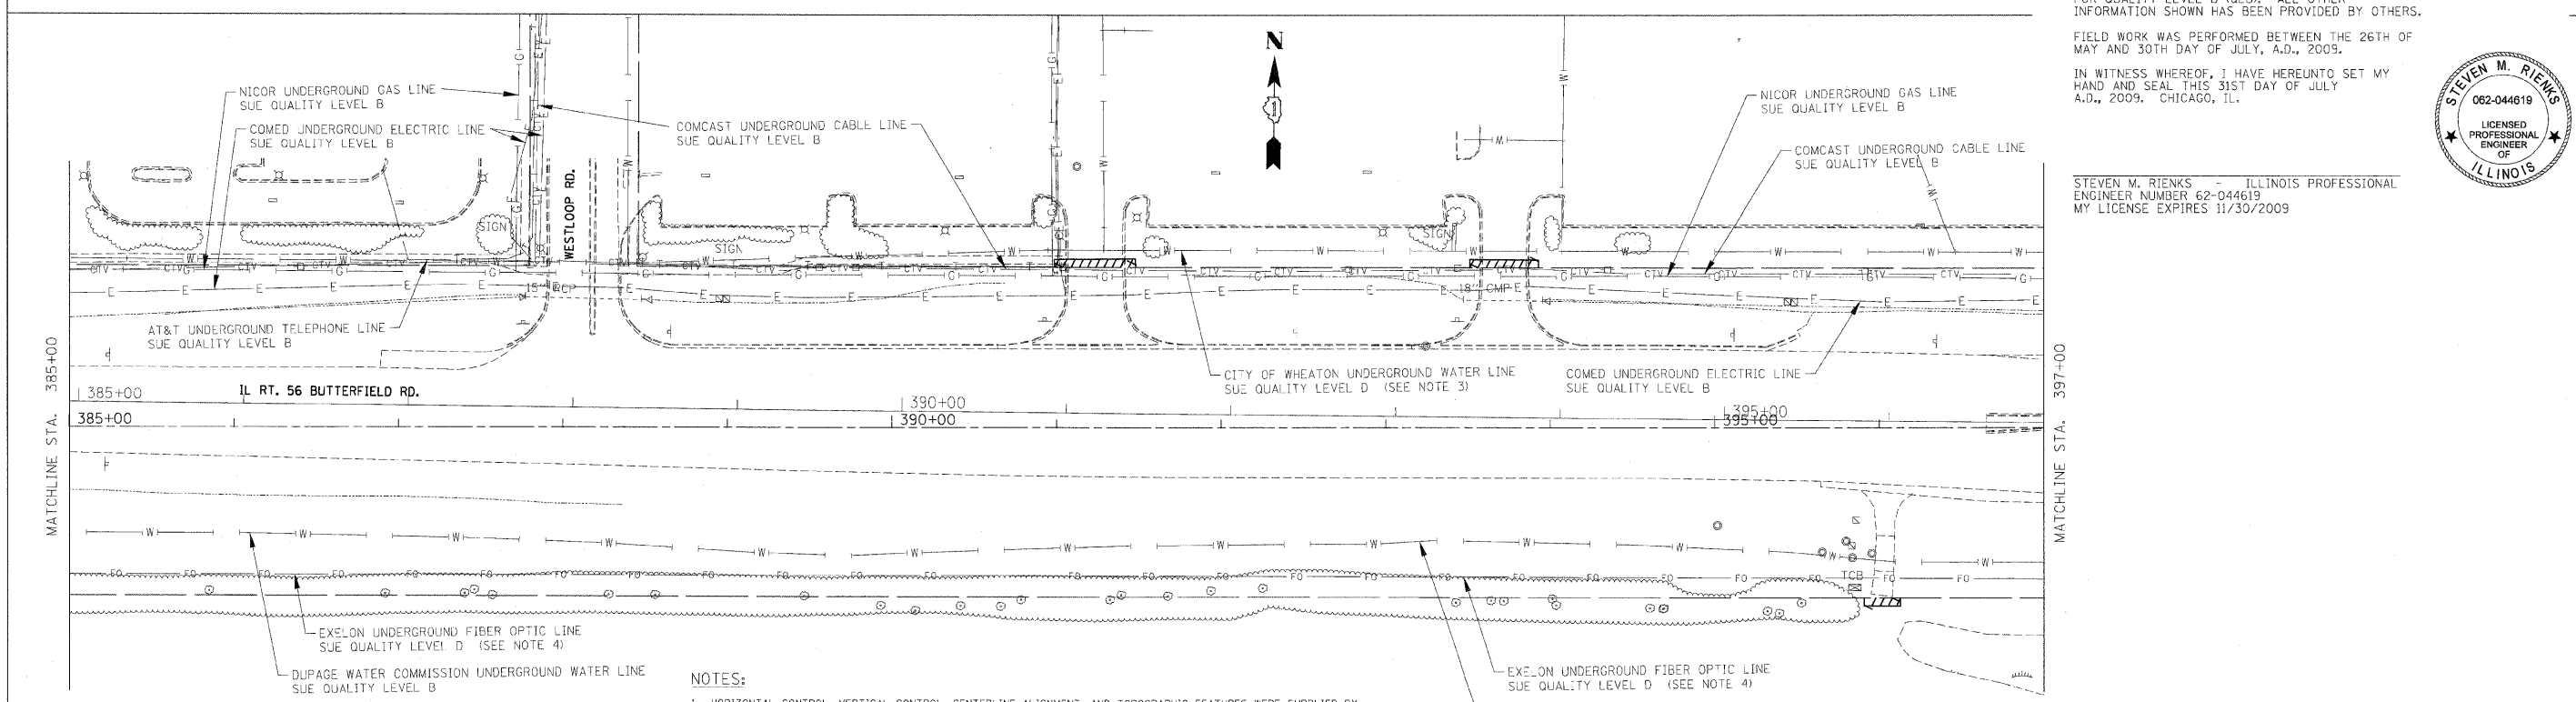 INFORMATION SHOWN HAS BEEN PROVIDED BY OTHERS.
FIELD WORK WAS PERFORMED BETWEEN THE 26TH OF
MAY AND 30TH DAY OF JULY, A.D., 2009.
IN WITNESS WHEREOF, I HAVE HEREUNTO SET MY
HAND AND SEAL THIS 31ST DAY OF JULY
A.D., 2009. CHICAGO, IL.
STEVEN M. RIENKS
062-044619
LICENSED
PROFESSIONAL
ENGINEER
OF
ILLINOIS
STEVEN M. RIENKS - ILLINOIS PROFESSIONAL
ENGINEER NUMBER 62-044619
MY LICENSE EXPIRES 11/30/2009
N
1
NICOR UNDERGROUND GAS LINE
SUE QUALITY LEVEL B
COMED UNDERGROUND ELECTRIC LINE
SUE QUALITY LEVEL B
COMCAST UNDERGROUND CABLE LINE
SUE QUALITY LEVEL B
NICOR UNDERGROUND GAS LINE
SUE QUALITY LEVEL B
COMCAST UNDERGROUND CABLE LINE
SUE QUALITY LEVEL B
WESTLOOP RD.
SIGN
SIGN
SIGN
18" CMP
AT&T UNDERGROUND TELEPHONE LINE
SUE QUALITY LEVEL B
CITY OF WHEATON UNDERGROUND WATER LINE
SUE QUALITY LEVEL D (SEE NOTE 3)
COMED UNDERGROUND ELECTRIC LINE
SUE QUALITY LEVEL B
MATCHLINE STA. 385+00
MATCHLINE STA. 397+00
385+00
IL RT. 56 BUTTERFIELD RD.
390+00
395+00
385+00
390+00
395+00
TCB
EXELON UNDERGROUND FIBER OPTIC LINE
SUE QUALITY LEVEL D (SEE NOTE 4)
DUPAGE WATER COMMISSION UNDERGROUND WATER LINE
SUE QUALITY LEVEL B
EXELON UNDERGROUND FIBER OPTIC LINE
SUE QUALITY LEVEL D (SEE NOTE 4)
NOTES: